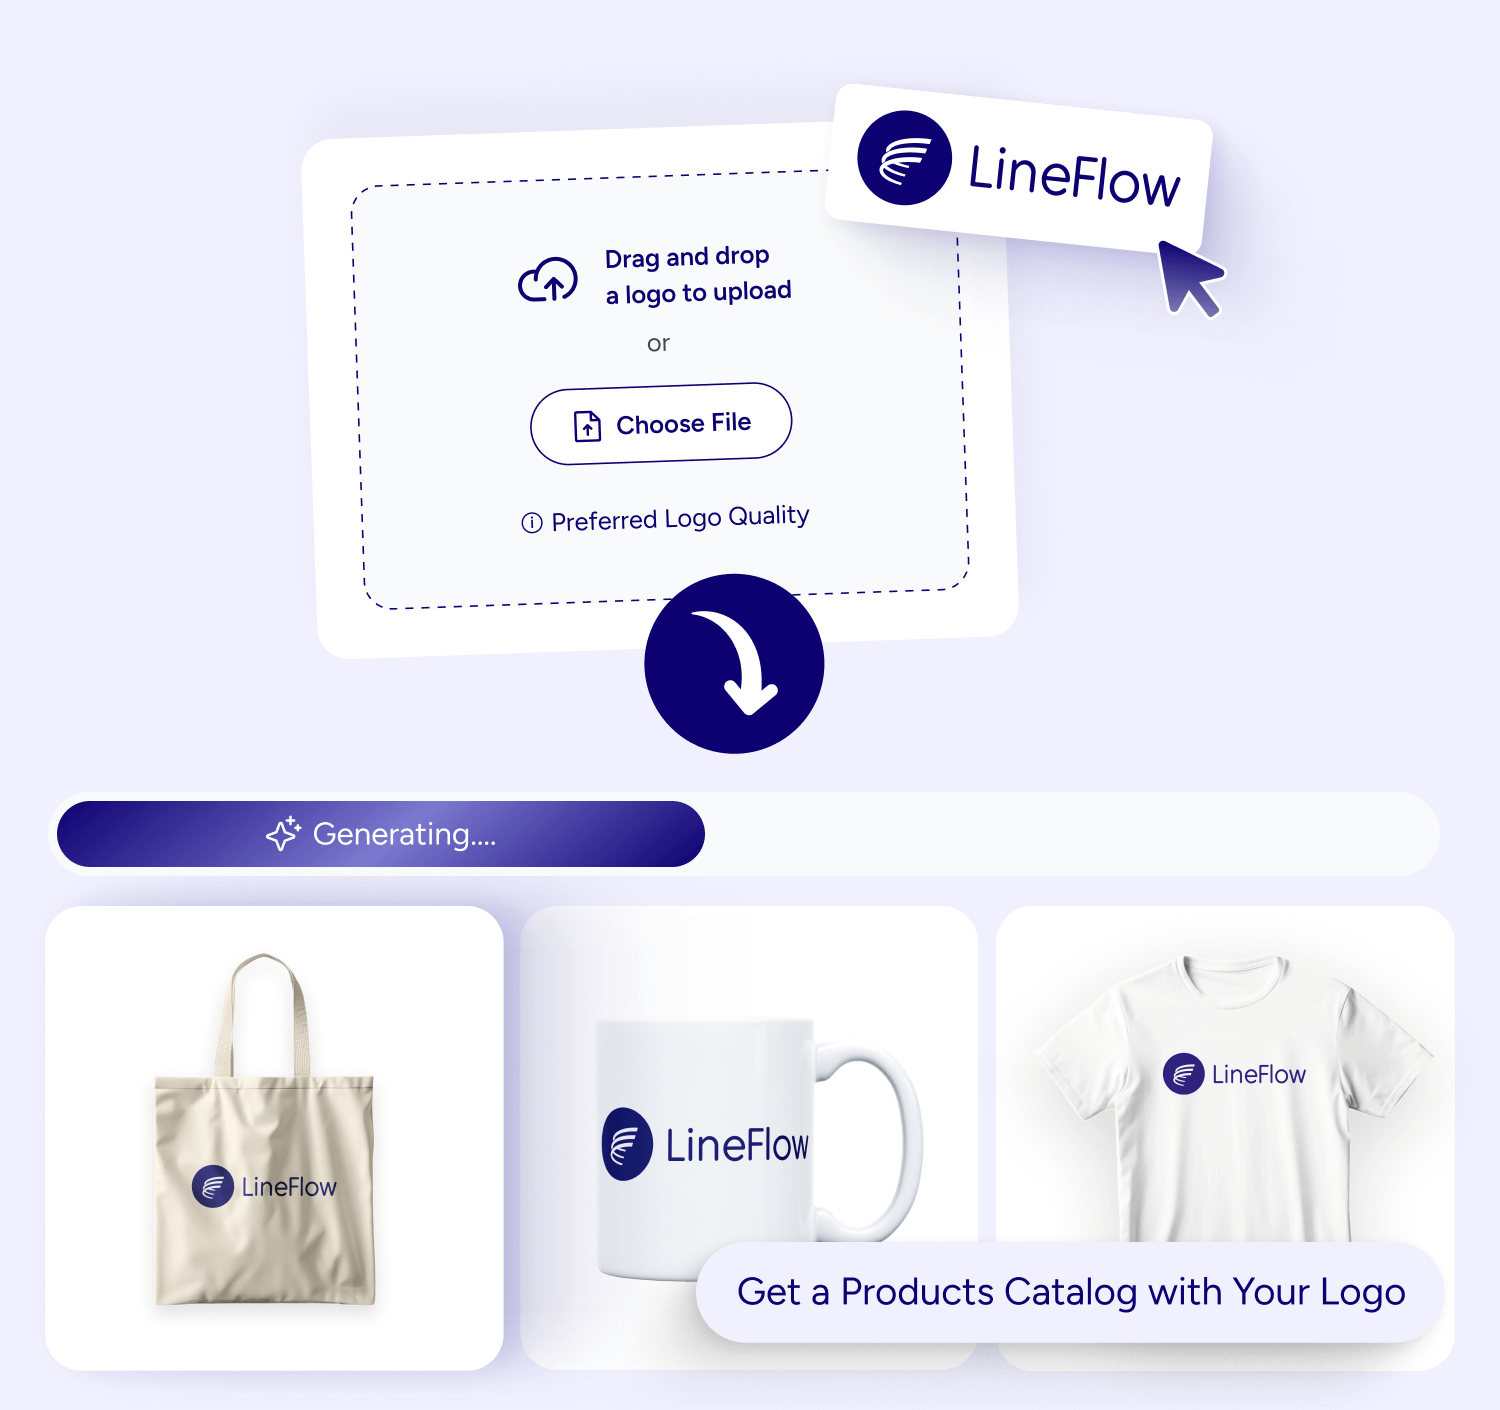 LineFlow
Drag and drop
a logo to upload
or
Choose File
Preferred Logo Quality
Generating....
LineFlow
LineFlow
LineFlow
Get a Products Catalog with Your Logo